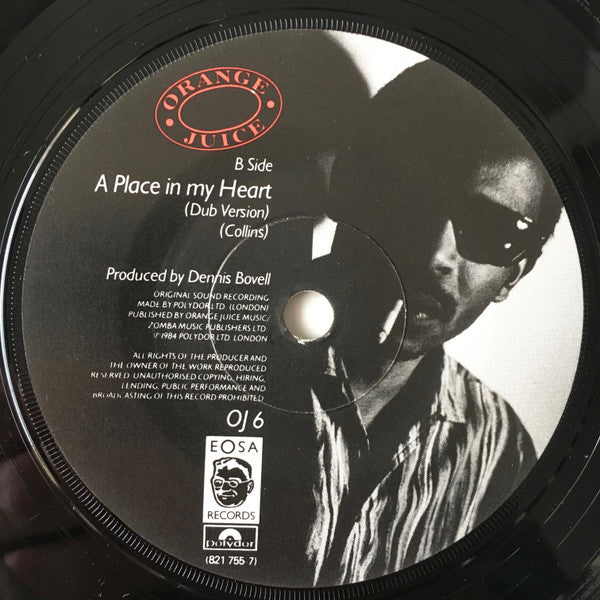 • ORANGE •
JUICE
B Side
A Place in my Heart
(Dub Version)
(Collins)
Produced by Dennis Bovell
ORIGINAL SOUND RECORDING
MADE BY POLYDOR LTD (LONDON)
PUBLISHED BY ORANGE JUICE MUSIC/
ZOMBA MUSIC PUBLISHERS LTD
℗ 1984 POLYDOR LTD LONDON
ALL RIGHTS OF THE PRODUCER AND
THE OWNER OF THE WORK REPRODUCED
RESERVED UNAUTHORISED COPYING, HIRING,
LENDING, PUBLIC PERFORMANCE AND
BROADCASTING OF THIS RECORD PROHIBITED
OJ 6
EOSA
RECORDS
polydor
(821 755 7)